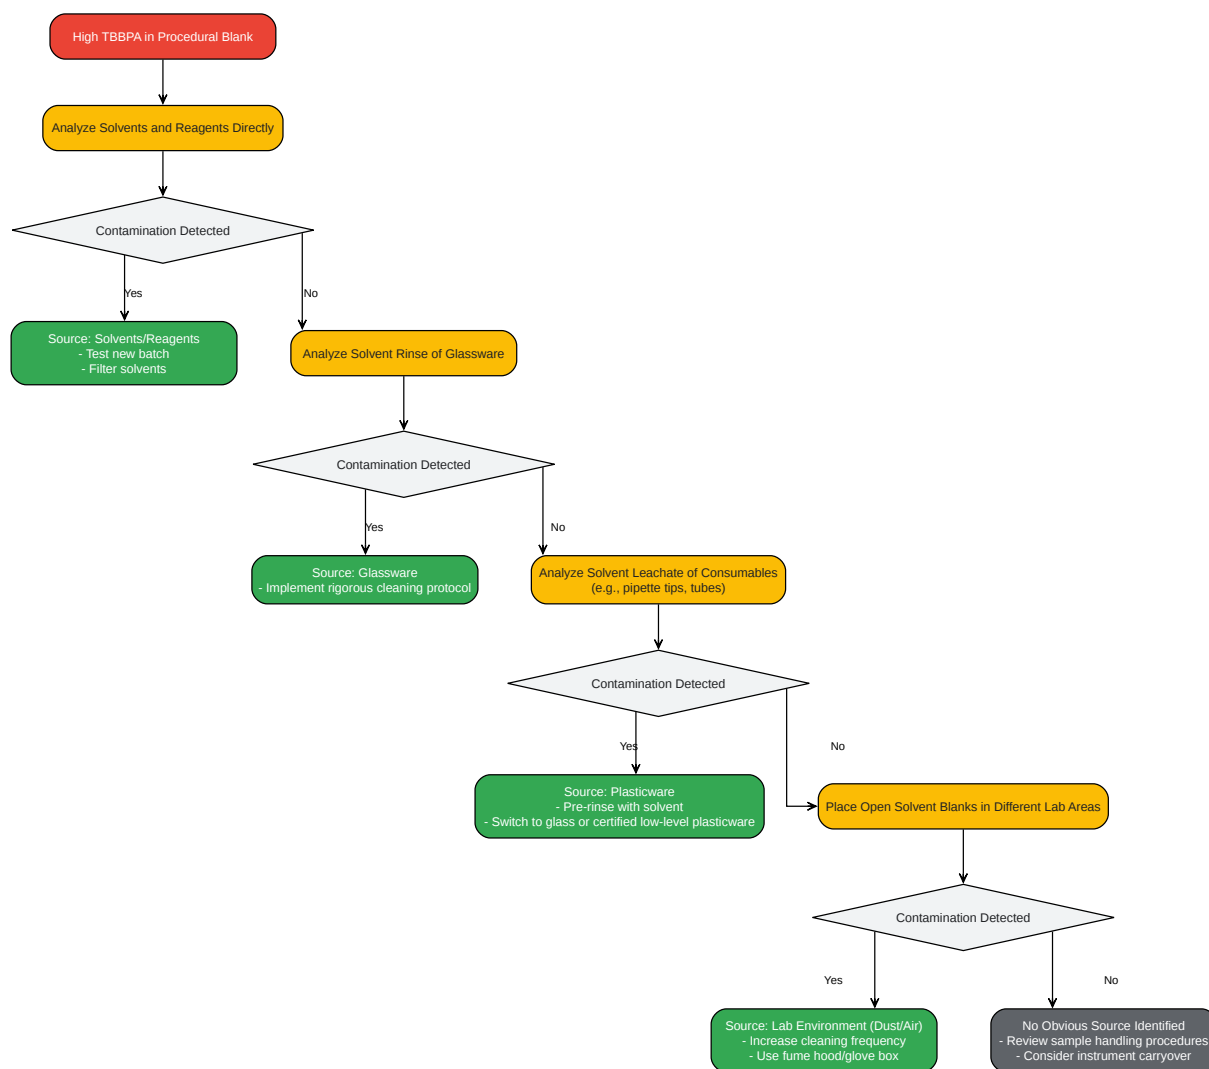 High TBBPA in Procedural Blank
Analyze Solvents and Reagents Directly
Contamination Detected
Yes
No
Source: Solvents/Reagents
- Test new batch
- Filter solvents
Analyze Solvent Rinse of Glassware
Contamination Detected
Yes
No
Source: Glassware
- Implement rigorous cleaning protocol
Analyze Solvent Leachate of Consumables
(e.g., pipette tips, tubes)
Contamination Detected
Yes
No
Source: Plasticware
- Pre-rinse with solvent
- Switch to glass or certified low-level plasticware
Place Open Solvent Blanks in Different Lab Areas
Contamination Detected
Yes
No
Source: Lab Environment (Dust/Air)
- Increase cleaning frequency
- Use fume hood/glove box
No Obvious Source Identified
- Review sample handling procedures
- Consider instrument carryover